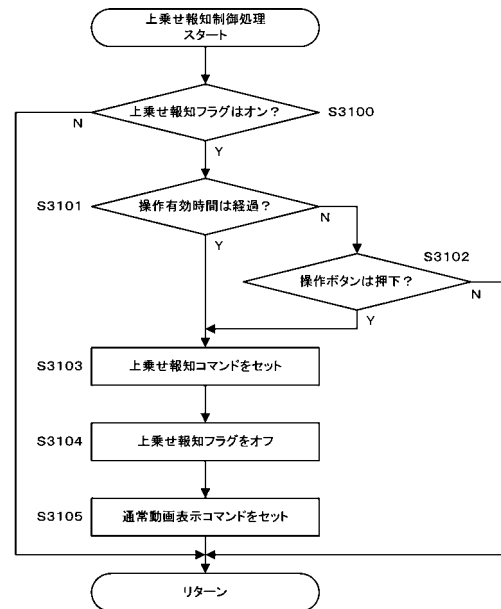 上乗せ報知制御処理
スタート
上乗せ報知フラグはオン？
S3100
N
Y
S3101
操作有効時間は経過？
N
Y
S3102
操作ボタンは押下？
N
Y
S3103
上乗せ報知コマンドをセット
S3104
上乗せ報知フラグをオフ
S3105
通常動画表示コマンドをセット
リターン